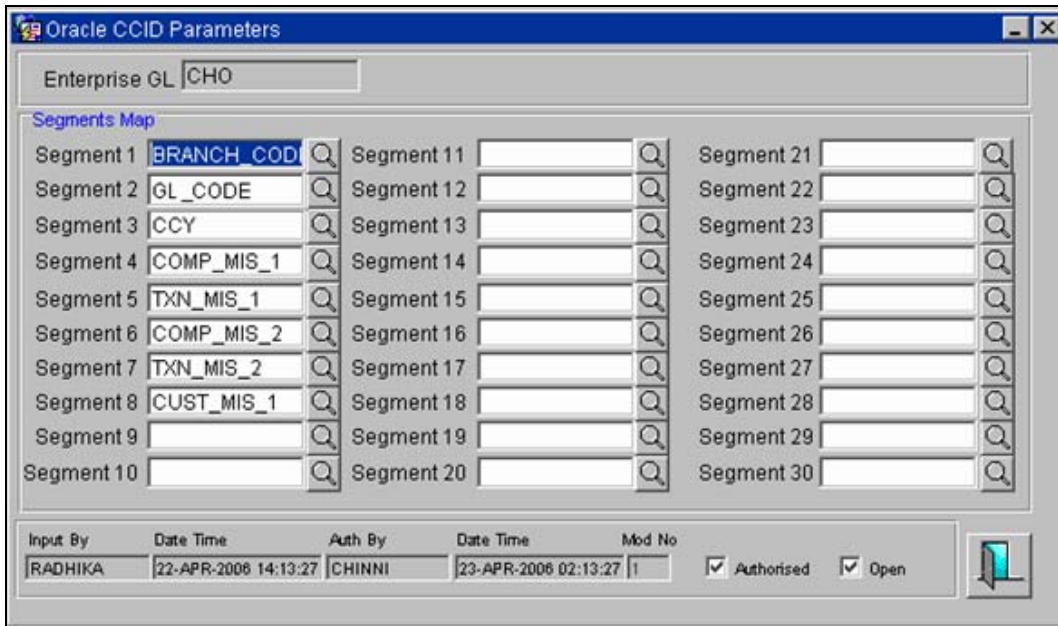 Oracle CCID Parameters
Enterprise GL CHO
Segments Map
Segment 1 BRANCH_COD Segment 11 Segment 21
Segment 2 GL_CODE Segment 12 Segment 22
Segment 3 CCY Segment 13 Segment 23
Segment 4 COMP_MIS_1 Segment 14 Segment 24
Segment 5 TXN_MIS_1 Segment 15 Segment 25
Segment 6 COMP_MIS_2 Segment 16 Segment 26
Segment 7 TXN_MIS_2 Segment 17 Segment 27
Segment 8 CUST_MIS_1 Segment 18 Segment 28
Segment 9 Segment 19 Segment 29
Segment 10 Segment 20 Segment 30
Input By Date Time Auth By Date Time Mod No
RADHIKA 22-APR-2006 14:13:27 CHINNI 23-APR-2006 02:13:27 1 Authorised Open